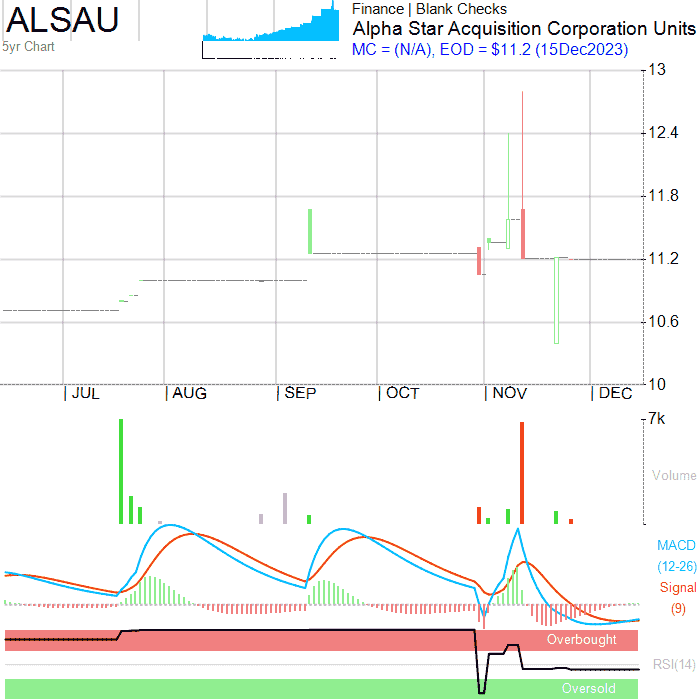 ALSAU
5yr Chart
Finance | Blank Checks
Alpha Star Acquisition Corporation Units
MC = (N/A), EOD = $11.2 (15Dec2023)
13
12.4
11.8
11.2
10.6
10
JUL AUG SEP OCT NOV DEC
7k
Volume
MACD
(12-26)
Signal
(9)
Overbought
RSI(14)
Oversold